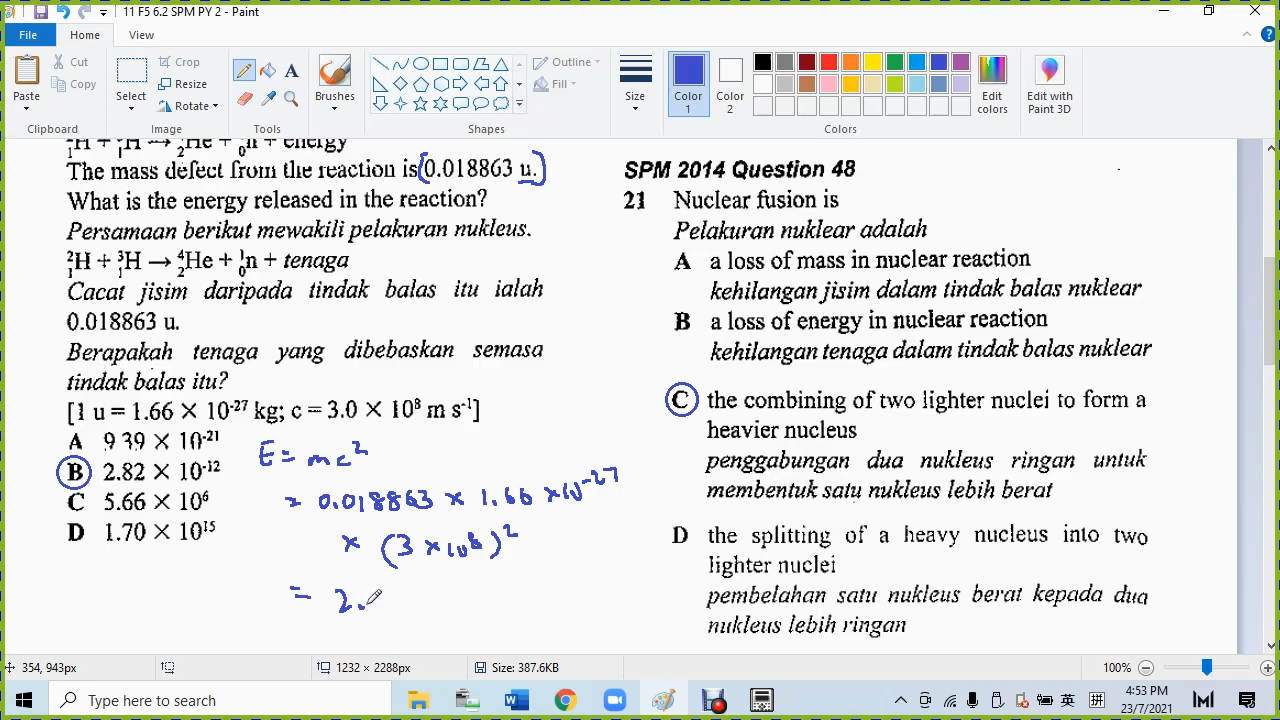 11 F5 6.2 SPM PY 2 - Paint
File Home View
Paste
Cut
Copy
Clipboard
Select
Crop
Resize
Rotate
Image
Tools
Brushes
Shapes
Outline
Fill
Size
Color 1
Color 2
Edit colors
Edit with Paint 3D
Colors
²₁H + ³₁H → ⁴₂He + ¹₀n + energy
The mass defect from the reaction is 0.018863 u.
What is the energy released in the reaction?
Persamaan berikut mewakili pelakuran nukleus.
²₁H + ³₁H → ⁴₂He + ¹₀n + tenaga
Cacat jisim daripada tindak balas itu ialah
0.018863 u.
Berapakah tenaga yang dibebaskan semasa
tindak balas itu?
[1 u = 1.66 × 10⁻²⁷ kg; c = 3.0 × 10⁸ m s⁻¹]
A 9.39 × 10⁻²¹
B 2.82 × 10⁻¹²
C 5.66 × 10⁶
D 1.70 × 10¹⁵
E = mc²
= 0.018863 × 1.66 × 10⁻²⁷
× (3 × 10⁸)²
= 2.
SPM 2014 Question 48
21 Nuclear fusion is
Pelakuran nuklear adalah
A a loss of mass in nuclear reaction
kehilangan jisim dalam tindak balas nuklear
B a loss of energy in nuclear reaction
kehilangan tenaga dalam tindak balas nuklear
C the combining of two lighter nuclei to form a
heavier nucleus
penggabungan dua nukleus ringan untuk
membentuk satu nukleus lebih berat
D the splitting of a heavy nucleus into two
lighter nuclei
pembelahan satu nukleus berat kepada dua
nukleus lebih ringan
354, 943px
1232 × 2288px
Size: 387.6KB
100%
Type here to search
英
拼
4:53 PM
23/7/2021